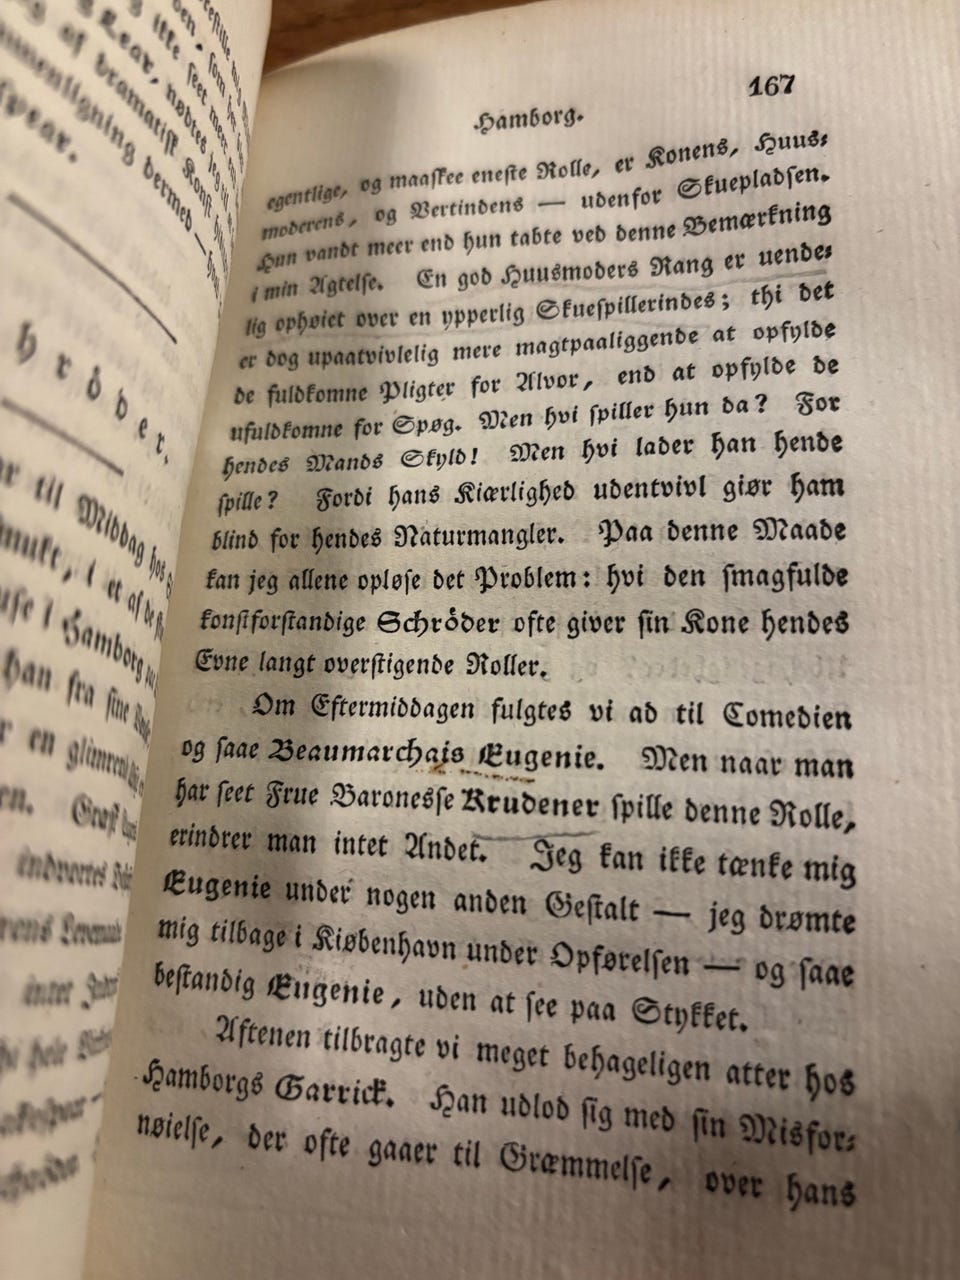 167
Hamborg.
egentlige, og maaskee eneste Rolle, er Konens, Huus-
moderens, og Vertindens — udenfor Skuepladsen.
Hun vandt meer end hun tabte ved denne Bemærkning
i min Agtelse. En god Huusmoders Rang er uende-
lig ophøiet over en ypperlig Skuespillerindes; thi det
er dog upaatvivlelig mere magtpaaliggende at opfylde
de fuldkomne Pligter for Alvor, end at opfylde de
ufuldkomne for Spøg. Men hvi spiller hun da? For
hendes Mands Skyld! Men hvi lader han hende
spille? Fordi hans Kiærlighed udentvivl giør ham
blind for hendes Naturmangler. Paa denne Maade
kan jeg allene opløse det Problem: hvi den smagfulde
konstforstandige Schröder ofte giver sin Kone hendes
Evne langt overstigende Roller.
Om Eftermiddagen fulgtes vi ad til Comedien
og saae Beaumarchais Eugenie. Men naar man
har seet Frue Baronesse Krudener spille denne Rolle,
erindrer man intet Andet. Jeg kan ikke tænke mig
Eugenie under nogen anden Gestalt — jeg drømte
mig tilbage i Kiøbenhavn under Opførelsen — og saae
bestandig Eugenie, uden at see paa Stykket.
Aftenen tilbragte vi meget behageligen atter hos
Hamborgs Garrick. Han udlod sig med sin Misfor-
nøielse, der ofte gaaer til Græmmelse, over hans